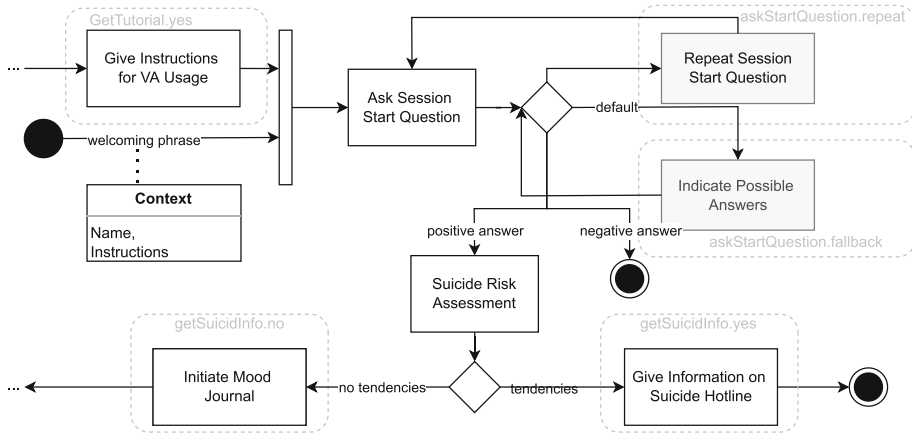 GetTutorial.yes
askStartQuestion.repeat
Give Instructions
for VA Usage
...
Repeat Session
Start Question
Ask Session
Start Question
default
welcoming phrase
Context
Name,
Instructions
Indicate Possible
Answers
askStartQuestion.fallback
positive answer
negative answer
Suicide Risk
Assessment
getSuicidInfo.no
getSuicidInfo.yes
...
Initiate Mood
Journal
no tendencies
tendencies
Give Information on
Suicide Hotline